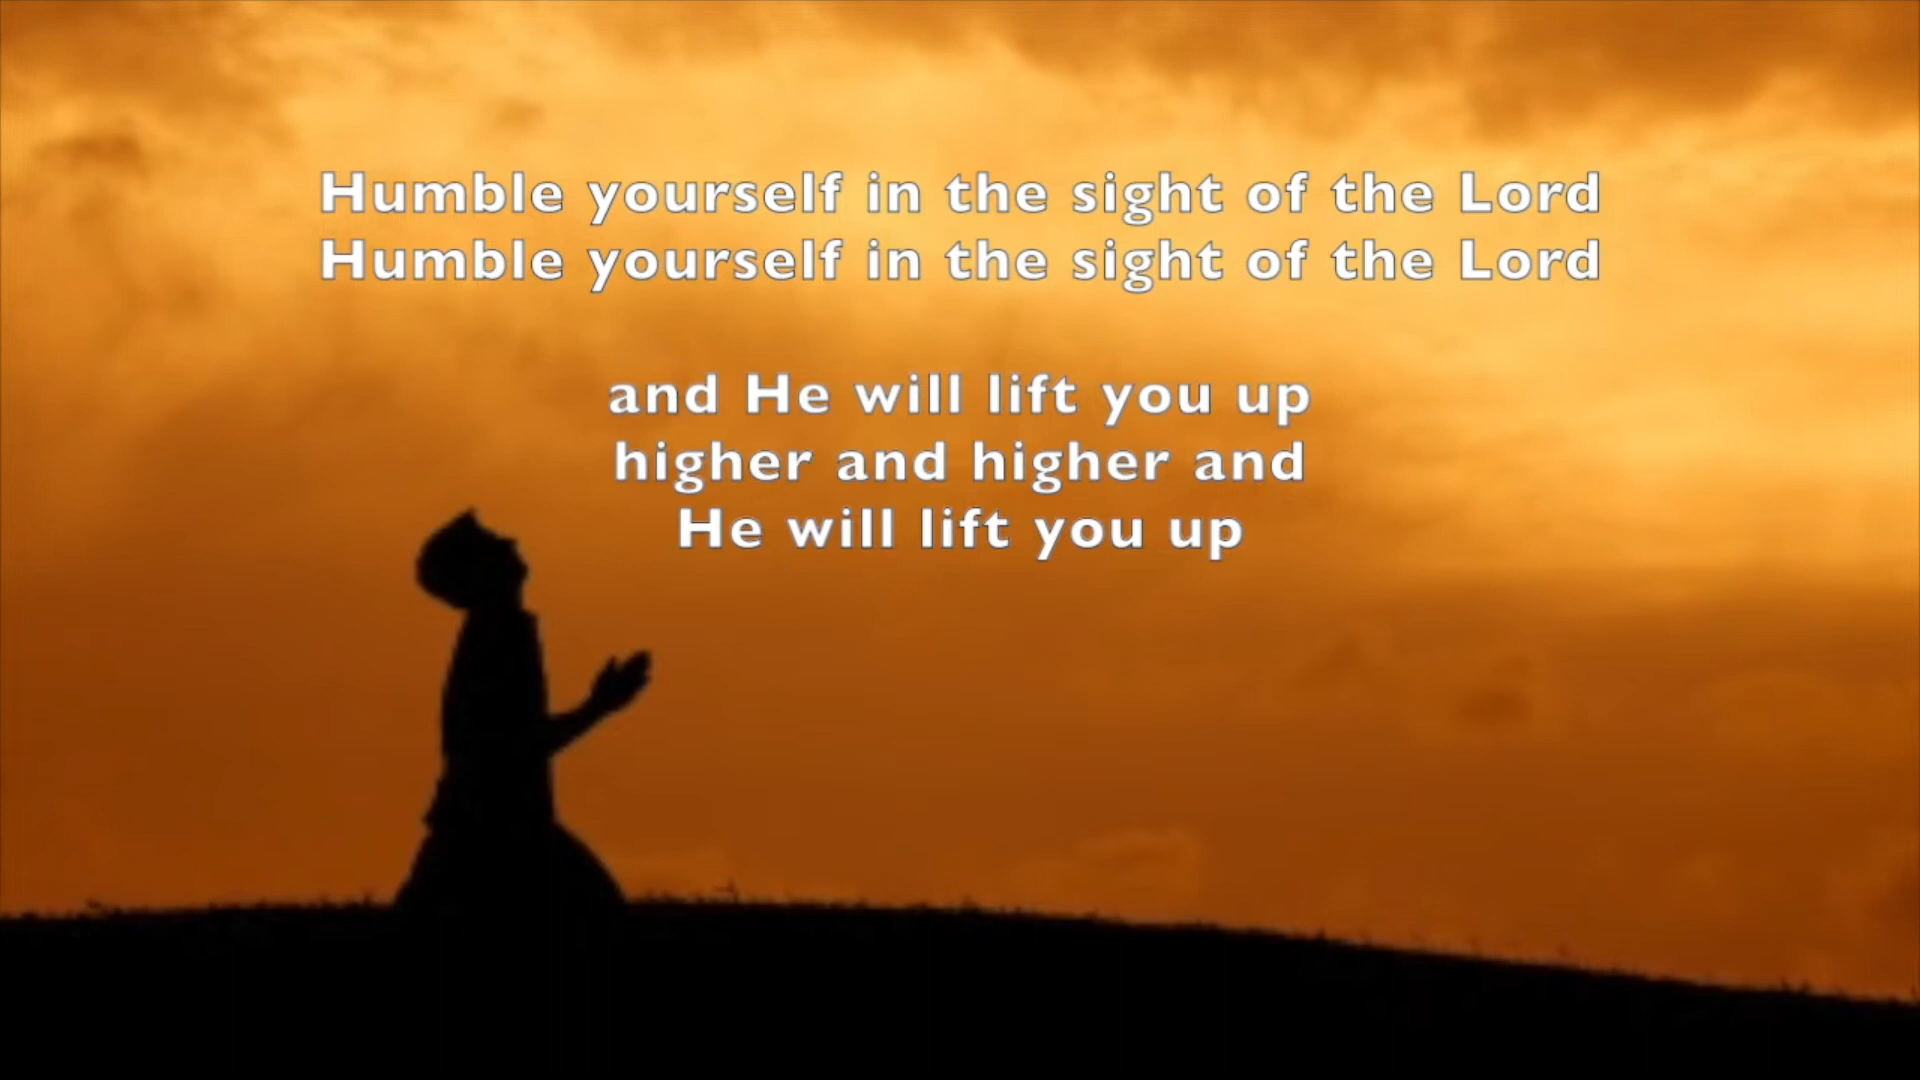 Humble yourself in the sight of the Lord
Humble yourself in the sight of the Lord
and He will lift you up
higher and higher and
He will lift you up